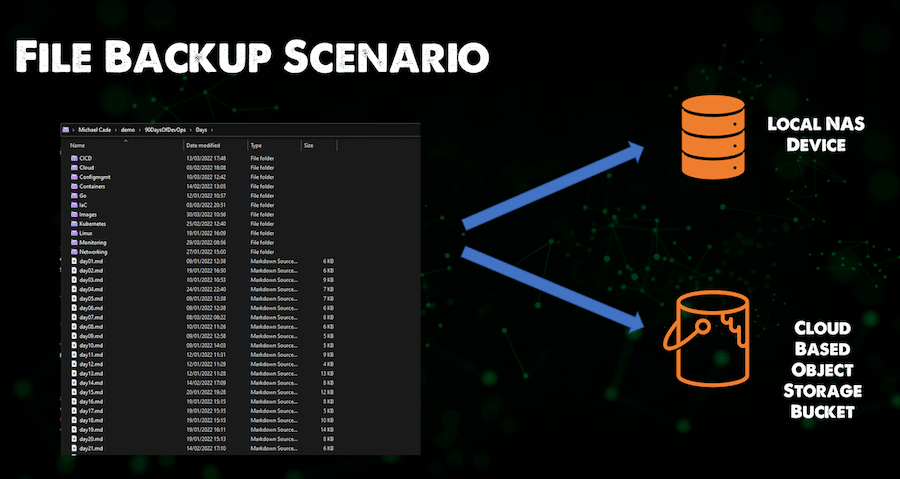 File Backup Scenario
Michael Cade > demo > 90DaysOfDevOps > Days >
Name Date modified Type Size
CICD 13/03/2022 17:48 File folder
Cloud 03/02/2022 18:08 File folder
Configmgmt 10/03/2022 12:42 File folder
Containers 14/02/2022 13:05 File folder
Go 12/01/2022 10:57 File folder
IaC 03/03/2022 20:51 File folder
Images 30/03/2022 10:56 File folder
Kubernetes 25/02/2022 12:40 File folder
Linux 19/01/2022 16:09 File folder
Monitoring 29/03/2022 08:56 File folder
Networking 27/01/2022 15:00 File folder
day01.md 09/01/2022 12:38 Markdown Source... 6 KB
day02.md 19/01/2022 16:50 Markdown Source... 6 KB
day03.md 10/01/2022 10:53 Markdown Source... 9 KB
day04.md 24/01/2022 22:40 Markdown Source... 7 KB
day05.md 09/01/2022 12:38 Markdown Source... 7 KB
day06.md 09/01/2022 12:38 Markdown Source... 6 KB
day07.md 08/03/2022 08:22 Markdown Source... 8 KB
day08.md 10/01/2022 11:26 Markdown Source... 6 KB
day09.md 09/01/2022 12:58 Markdown Source... 5 KB
day10.md 09/01/2022 14:03 Markdown Source... 5 KB
day11.md 12/01/2022 11:31 Markdown Source... 9 KB
day12.md 12/01/2022 11:29 Markdown Source... 4 KB
day13.md 12/01/2022 11:28 Markdown Source... 13 KB
day14.md 14/02/2022 17:09 Markdown Source... 8 KB
day15.md 20/01/2022 19:28 Markdown Source... 12 KB
day16.md 19/01/2022 15:15 Markdown Source... 8 KB
day17.md 19/01/2022 15:15 Markdown Source... 5 KB
day18.md 19/01/2022 15:15 Markdown Source... 10 KB
day19.md 19/01/2022 16:11 Markdown Source... 14 KB
day20.md 19/01/2022 15:13 Markdown Source... 8 KB
day21.md 14/02/2022 17:10 Markdown Source... 6 KB
Local NAS
Device
Cloud
Based
Object
Storage
Bucket